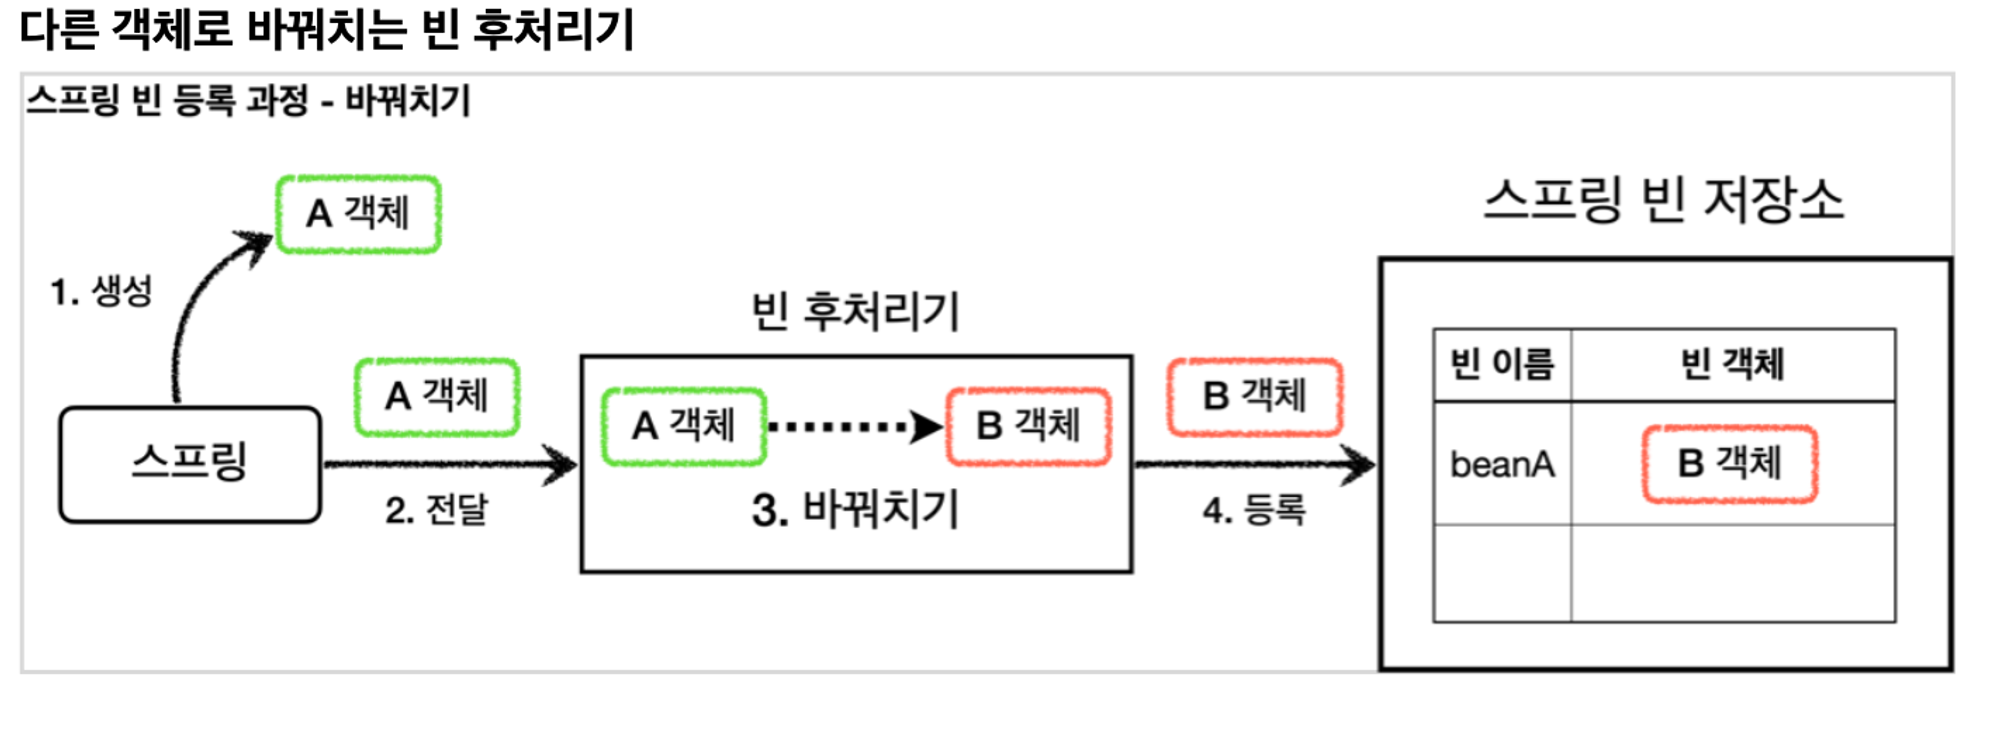 다른 객체로 바꿔치는 빈 후처리기
스프링 빈 등록 과정 - 바꿔치기
A 객체
1. 생성
스프링
A 객체
2. 전달
빈 후처리기
A 객체
B 객체
3. 바꿔치기
B 객체
4. 등록
스프링 빈 저장소
빈 이름 빈 객체
beanA B 객체